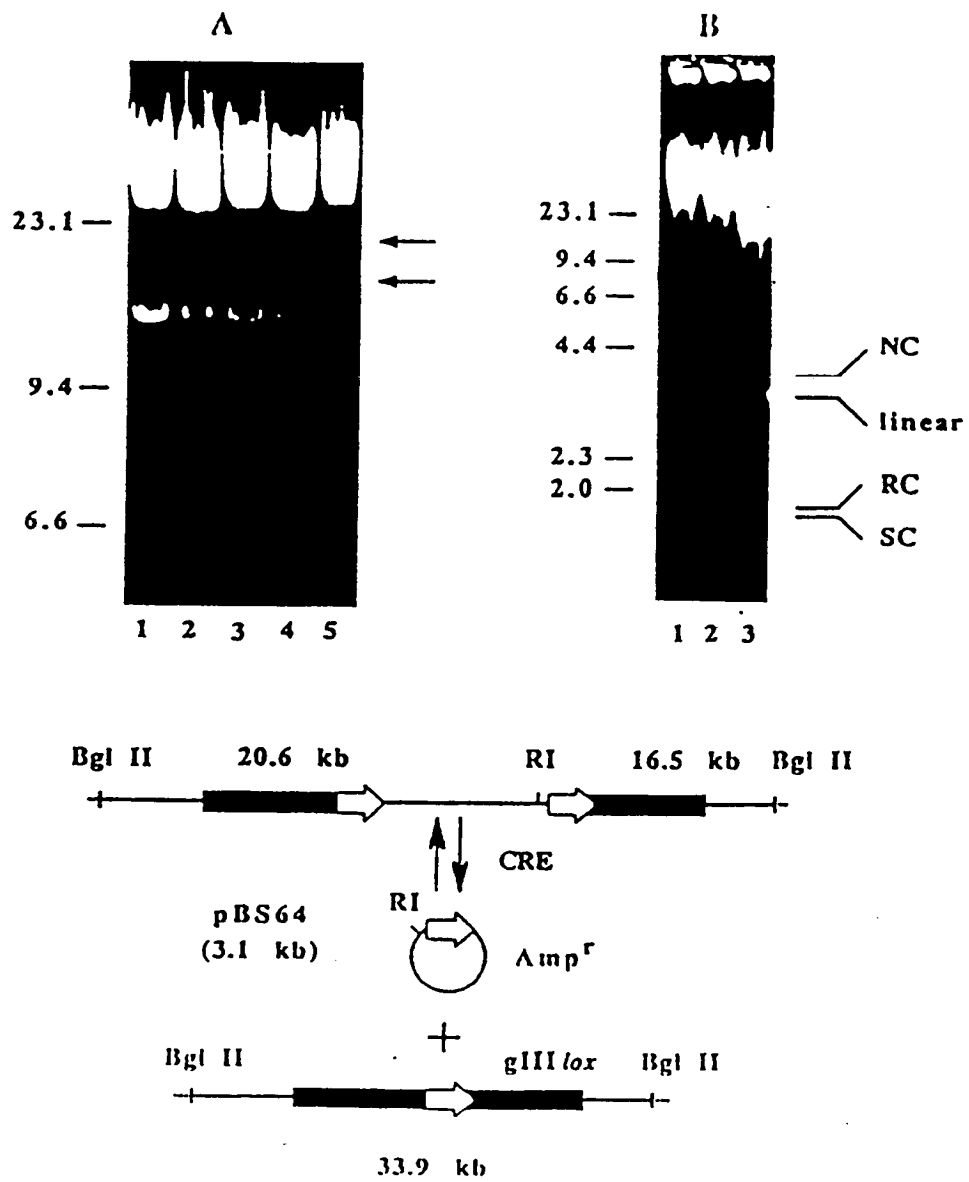 A B
23.1
9.4
6.6
1 2 3 4 5
23.1
9.4
6.6
4.4
2.3
2.0
NC
linear
RC
SC
1 2 3
Bgl II 20.6 kb RI 16.5 kb Bgl II
CRE
RI
pBS64
(3.1 kb)
Amp^r
+
Bgl II gIIIlox Bgl II
33.9 kb